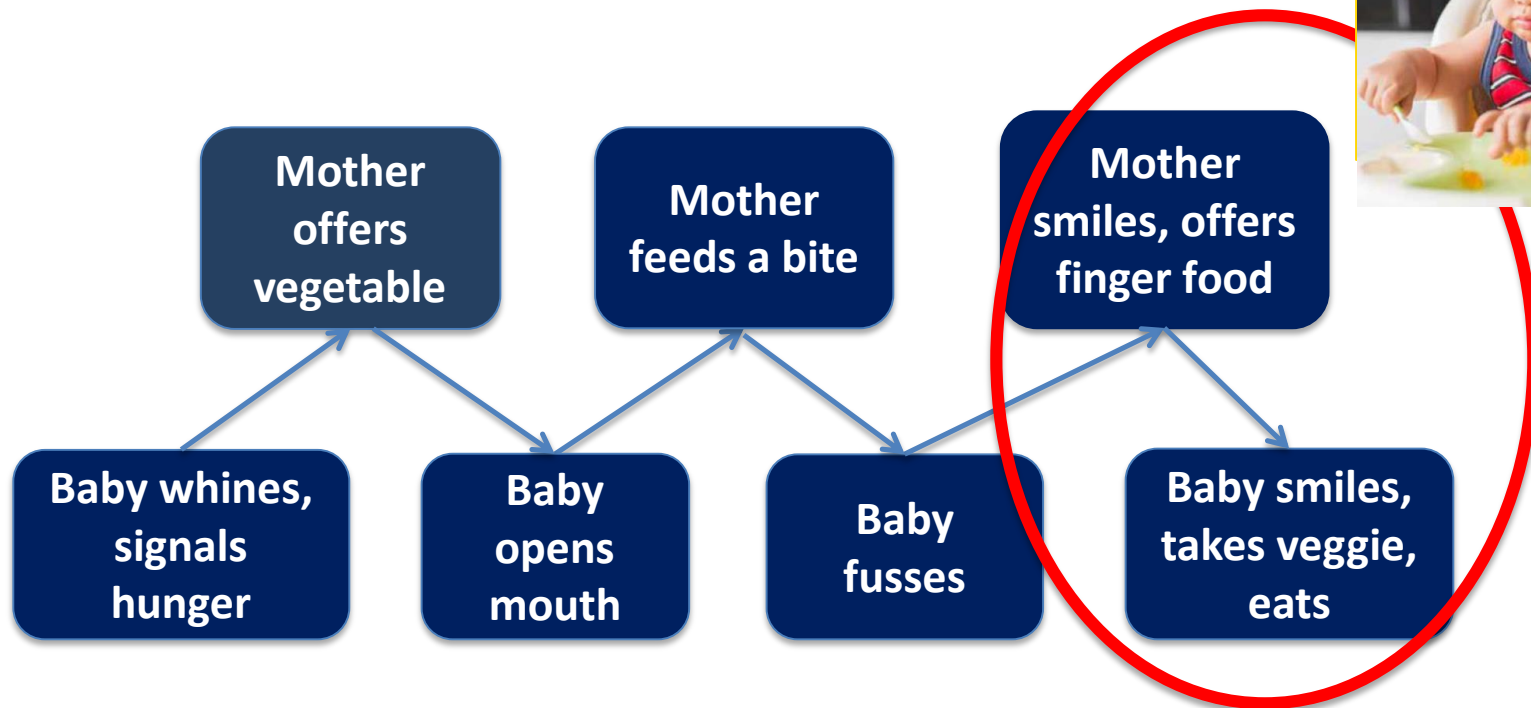 Mother
offers
vegetable
Mother
feeds a bite
Mother
smiles, offers
finger food
Baby whines,
signals
hunger
Baby
opens
mouth
Baby
fusses
Baby smiles,
takes veggie,
eats